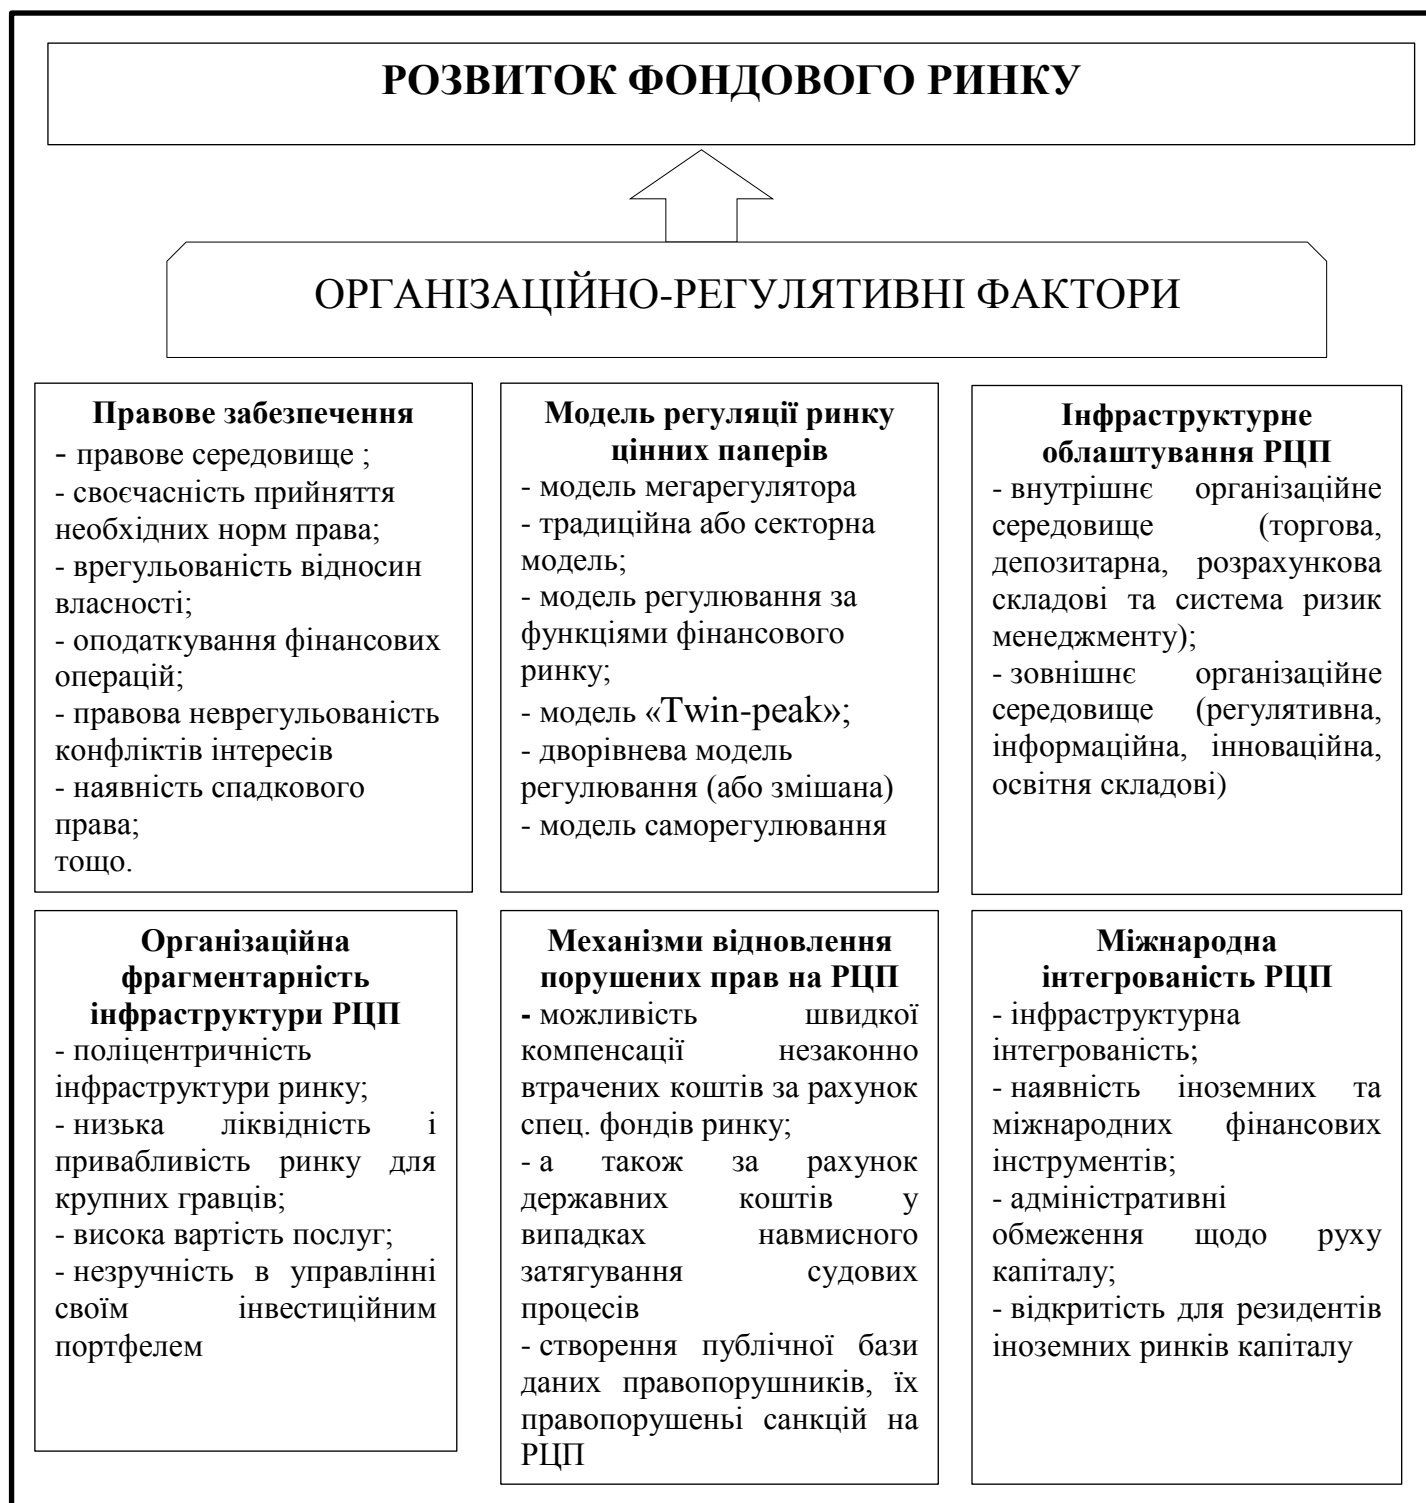 РОЗВИТОК ФОНДОВОГО РИНКУ
ОРГАНІЗАЦІЙНО-РЕГУЛЯТИВНІ ФАКТОРИ
Правове забезпечення
- правове середовище ;
- своєчасність прийняття
необхідних норм права;
- врегульованість відносин
власності;
- оподаткування фінансових
операцій;
- правова неврегульованість
конфліктів інтересів
- наявність спадкового
права;
тощо.
Модель регуляції ринку
цінних паперів
- модель мегарегулятора
- традиційна або секторна
модель;
- модель регулювання за
функціями фінансового
ринку;
- модель «Twin-peak»;
- дворівнева модель
регулювання (або змішана)
- модель саморегулювання
Інфраструктурне
облаштування РЦП
- внутрішнє організаційне
середовище (торгова,
депозитарна, розрахункова
складові та система ризик
менеджменту);
- зовнішнє організаційне
середовище (регулятивна,
інформаційна, інноваційна,
освітня складові)
Організаційна
фрагментарність
інфраструктури РЦП
- поліцентричність
інфраструктури ринку;
- низька ліквідність і
привабливість ринку для
крупних гравців;
- висока вартість послуг;
- незручність в управлінні
своїм інвестиційним
портфелем
Механізми відновлення
порушених прав на РЦП
- можливість швидкої
компенсації незаконно
втрачених коштів за рахунок
спец. фондів ринку;
- а також за рахунок
державних коштів у
випадках навмисного
затягування судових
процесів
- створення публічної бази
даних правопорушників, їх
правопорушеньі санкцій на
РЦП
Міжнародна
інтегрованість РЦП
- інфраструктурна
інтегрованість;
- наявність іноземних та
міжнародних фінансових
інструментів;
- адміністративні
обмеження щодо руху
капіталу;
- відкритість для резидентів
іноземних ринків капіталу